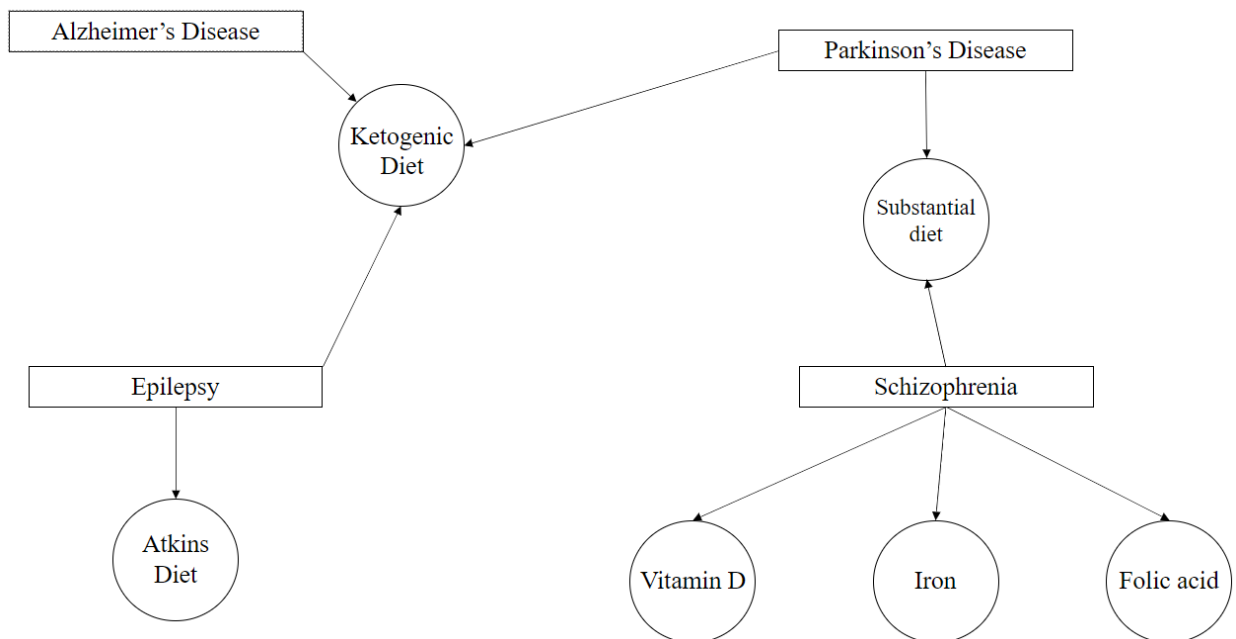 Alzheimer’s Disease
Parkinson’s Disease
Ketogenic
Diet
Substantial
diet
Epilepsy
Schizophrenia
Atkins
Diet
Vitamin D
Iron
Folic acid